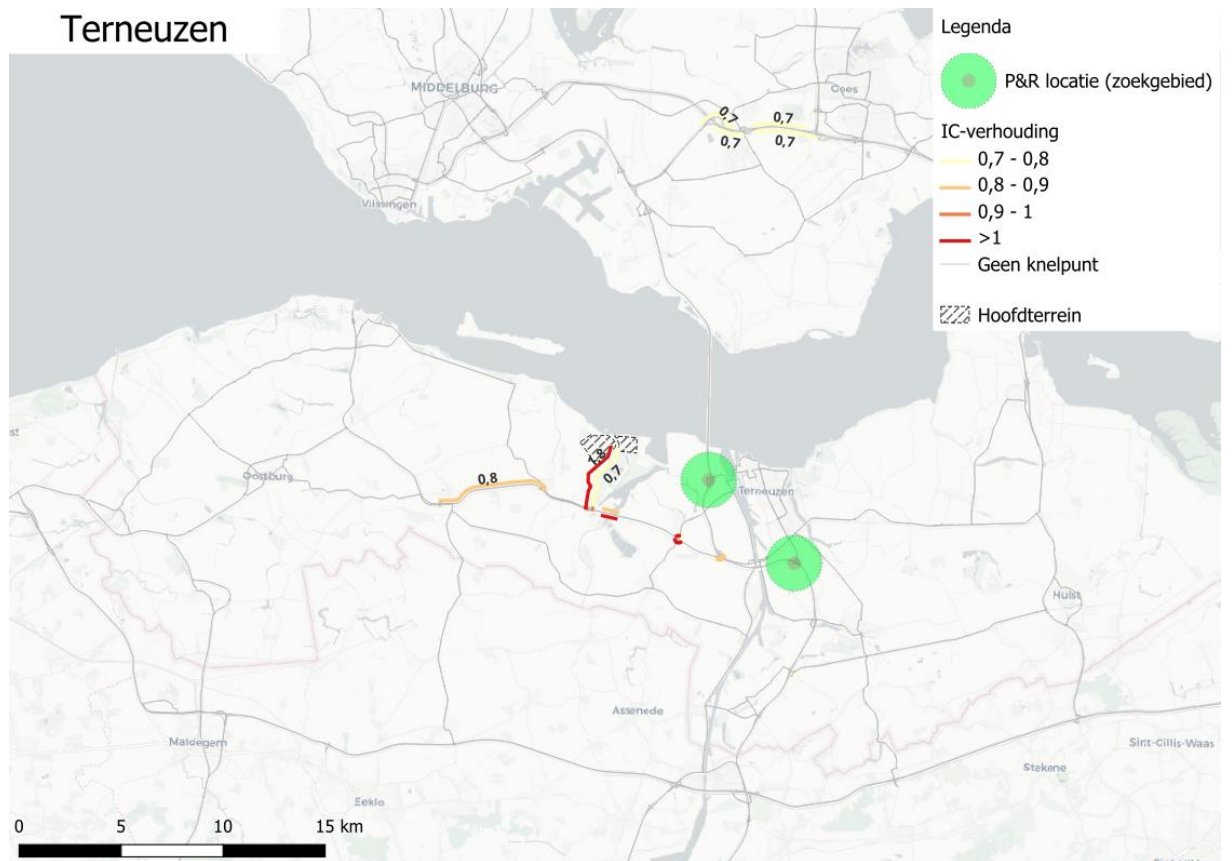 Terneuzen
Legenda
P&R locatie (zoekgebied)
IC-verhouding
0,7 - 0,8
0,8 - 0,9
0,9 - 1
>1
Geen knelpunt
Hoofdterrein
MIDDELBURG
Goes
0,7
0,7
0,7
0,7
Vlissingen
Oostburg
0,8
1,8
0,7
Terneuzen
Hulst
Assenede
Maldegem
Sint-Gillis-Waas
Stekene
Eeklo
0 5 10 15 km